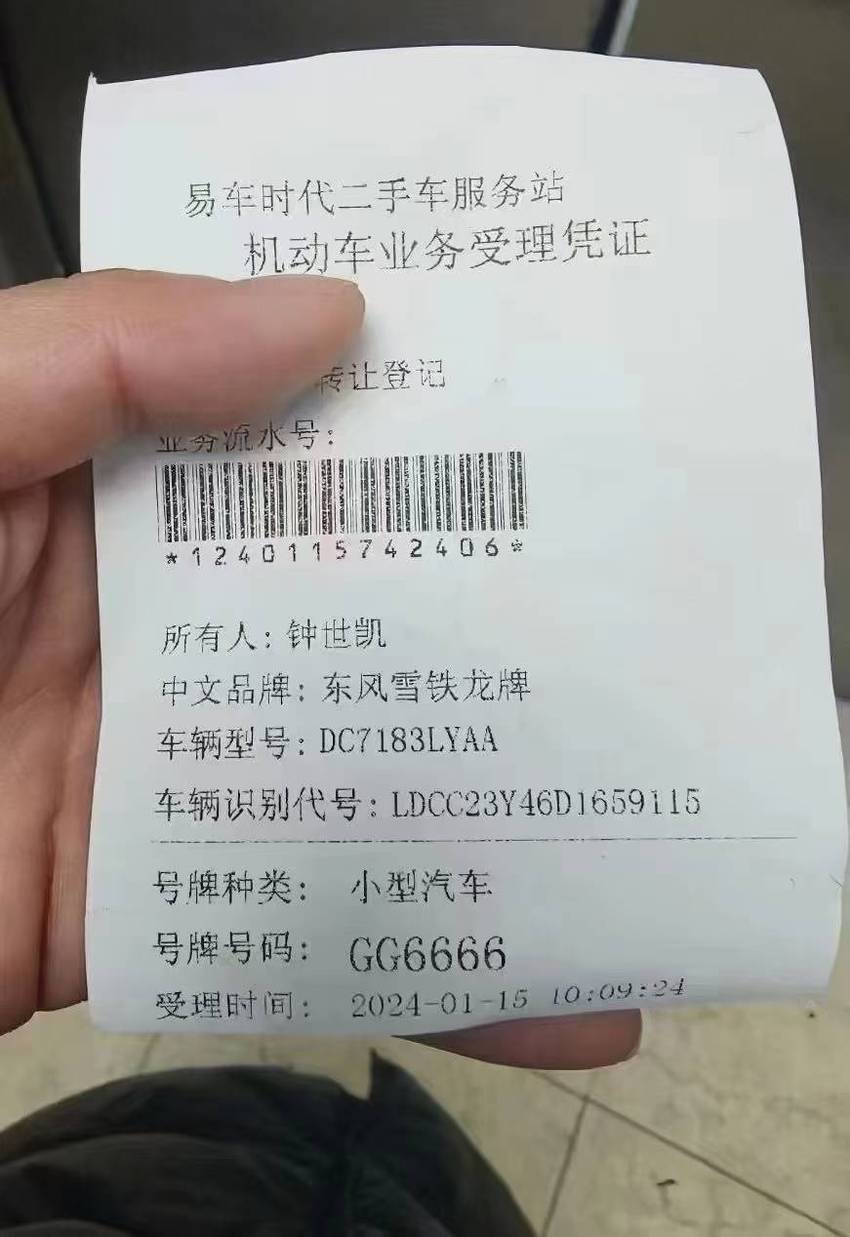 易车时代二手车服务站
机动车业务受理凭证
转让登记
业务流水号:
*1240115742406*
所有人: 钟世凯
中文品牌: 东风雪铁龙牌
车辆型号: DC7183LYAA
车辆识别代号: LDCC23Y46D1659115
号牌种类: 小型汽车
号牌号码: GG6666
受理时间: 2024-01-15 10:09:24